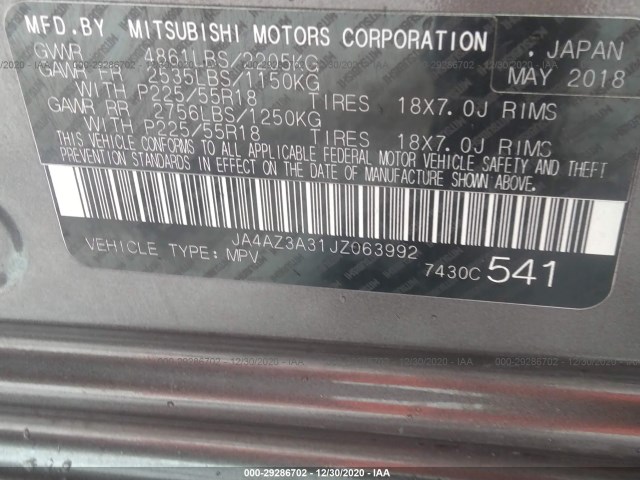 MFD.BY MITSUBISHI MOTORS CORPORATION
, JAPAN
GVWR 4861LBS/2205KG
MAY 2018
GAWR FR 2535LBS/1150KG
WITH P225/55R18 TIRES 18X7.0J RIMS
GAWR RR 2756LBS/1250KG
WITH P225/55R18 TIRES 18X7.0J RIMS
THIS VEHICLE CONFORMS TO ALL APPLICABLE FEDERAL MOTOR VEHICLE SAFETY AND THEFT
PREVENTION STANDARDS IN EFFECT ON THE DATE OF MANUFACTURE SHOWN ABOVE.
JA4AZ3A31JZ063992
VEHICLE TYPE: MPV
7430C 541
000-29286702 - 12/30/2020 - IAA